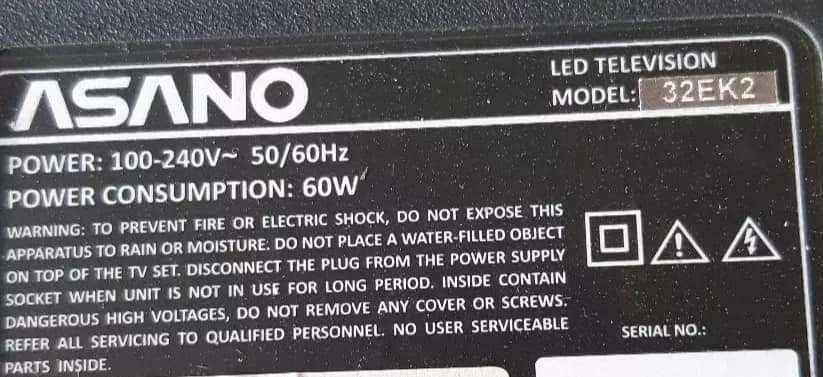 ASANO
LED TELEVISION
MODEL: 32EK2
POWER: 100-240V~ 50/60Hz
POWER CONSUMPTION: 60W
WARNING: TO PREVENT FIRE OR ELECTRIC SHOCK, DO NOT EXPOSE THIS
APPARATUS TO RAIN OR MOISTURE. DO NOT PLACE A WATER-FILLED OBJECT
ON TOP OF THE TV SET. DISCONNECT THE PLUG FROM THE POWER SUPPLY
SOCKET WHEN UNIT IS NOT IN USE FOR LONG PERIOD. INSIDE CONTAIN
DANGEROUS HIGH VOLTAGES, DO NOT REMOVE ANY COVER OR SCREWS.
REFER ALL SERVICING TO QUALIFIED PERSONNEL. NO USER SERVICEABLE
PARTS INSIDE.
SERIAL NO.: